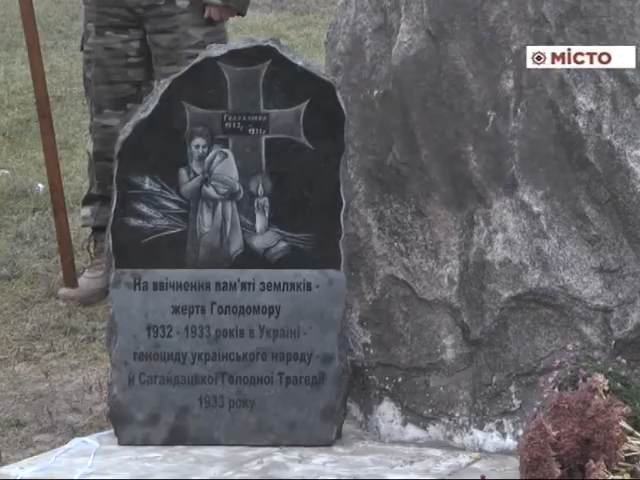 МІСТО
Голодомор
1932 - 1933
На ввічнення пам'яті земляків -
жертв Голодомору
1932 - 1933 років в Україні -
геноциду українського народу -
й Сагайдацької Голодної Трагедії
1933 року